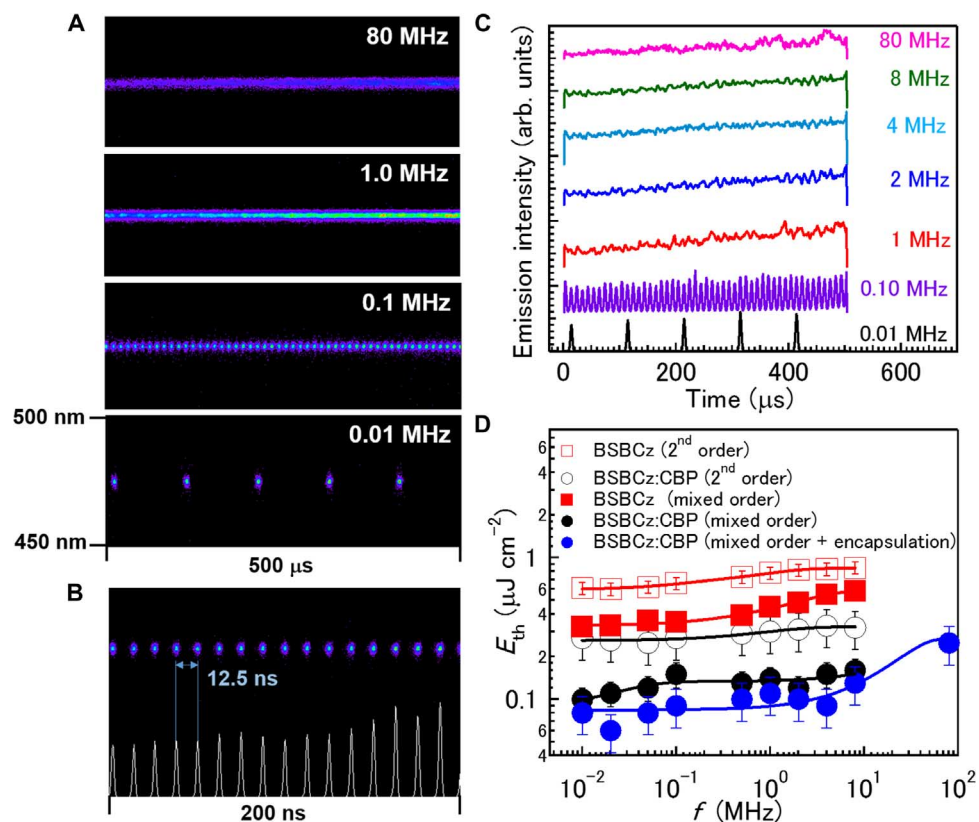 A
80 MHz
1.0 MHz
0.1 MHz
500 nm
0.01 MHz
450 nm
500 μs
B
12.5 ns
200 ns
C
Emission intensity (arb. units)
80 MHz
8 MHz
4 MHz
2 MHz
1 MHz
0.10 MHz
0.01 MHz
0 200 400 600
Time (μs)
D
BSBCz (2nd order)
BSBCz:CBP (2nd order)
BSBCz (mixed order)
BSBCz:CBP (mixed order)
BSBCz:CBP (mixed order + encapsulation)
Eth (μJ cm−2)
6
4
2
1
8
6
4
2
0.1
8
6
4
10−2 10−1 100 101 102
f (MHz)